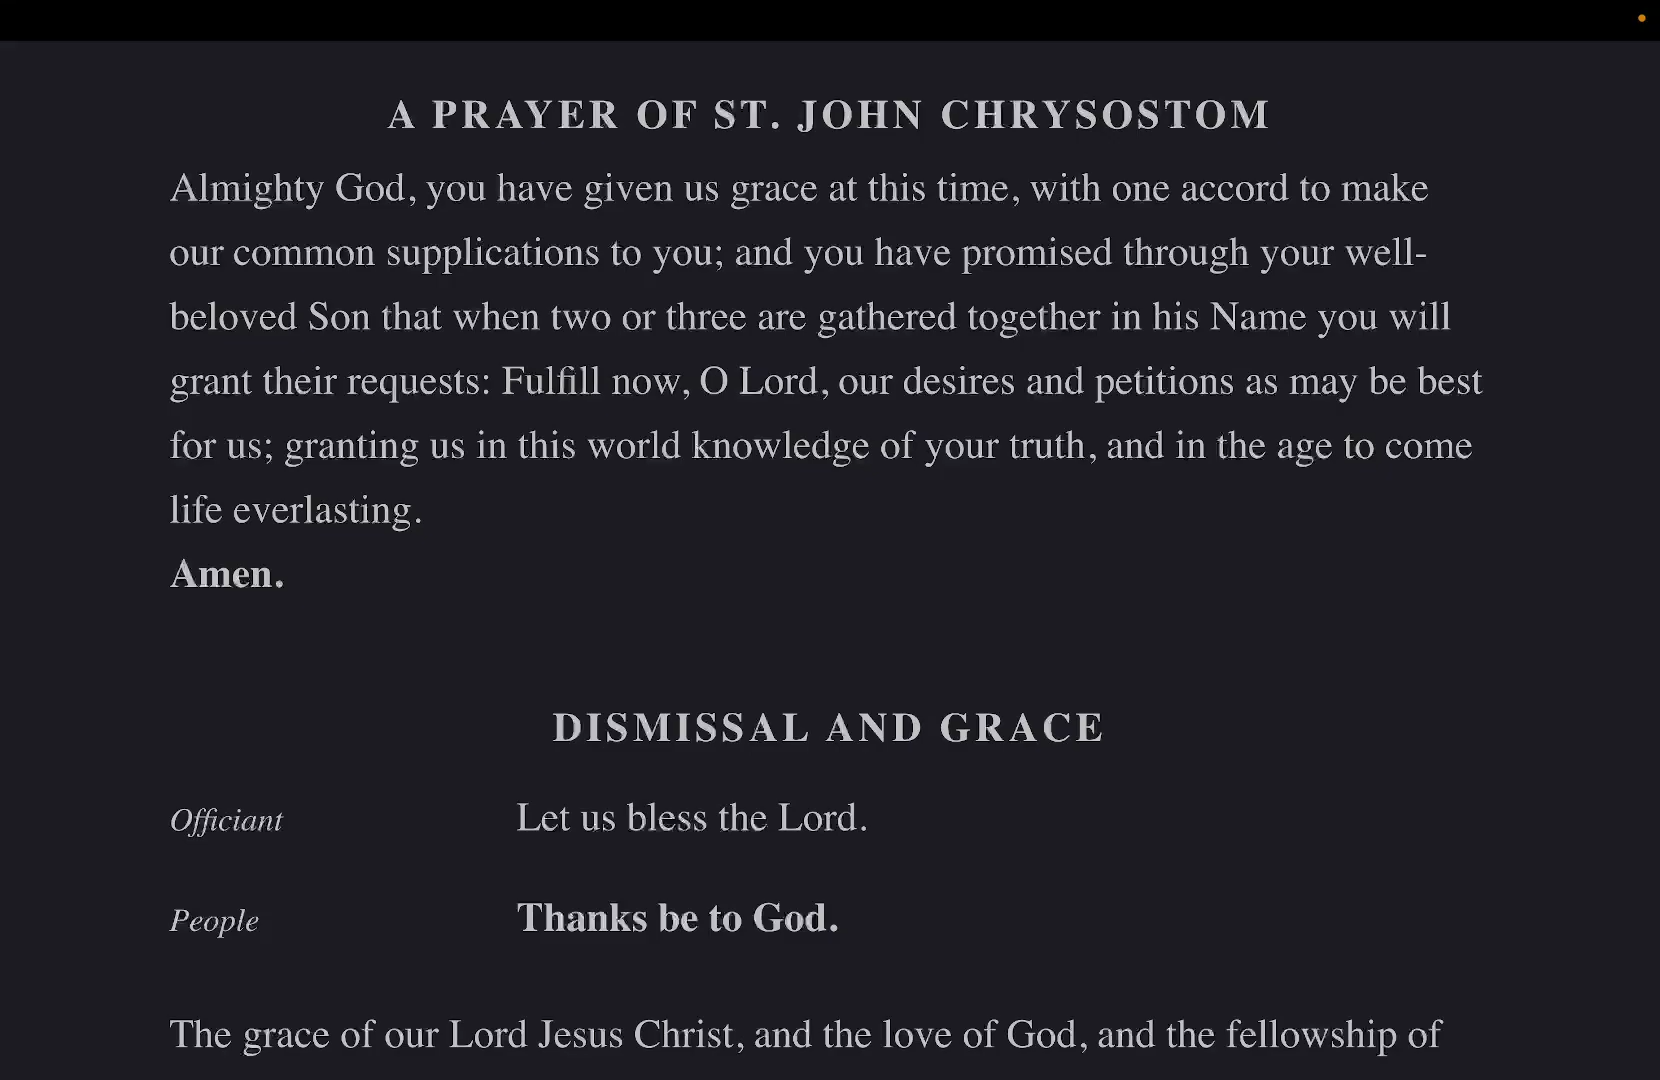 A PRAYER OF ST. JOHN CHRYSOSTOM
Almighty God, you have given us grace at this time, with one accord to make
our common supplications to you; and you have promised through your well-
beloved Son that when two or three are gathered together in his Name you will
grant their requests: Fulfill now, O Lord, our desires and petitions as may be best
for us; granting us in this world knowledge of your truth, and in the age to come
life everlasting.
Amen.
DISMISSAL AND GRACE
Officiant Let us bless the Lord.
People Thanks be to God.
The grace of our Lord Jesus Christ, and the love of God, and the fellowship of